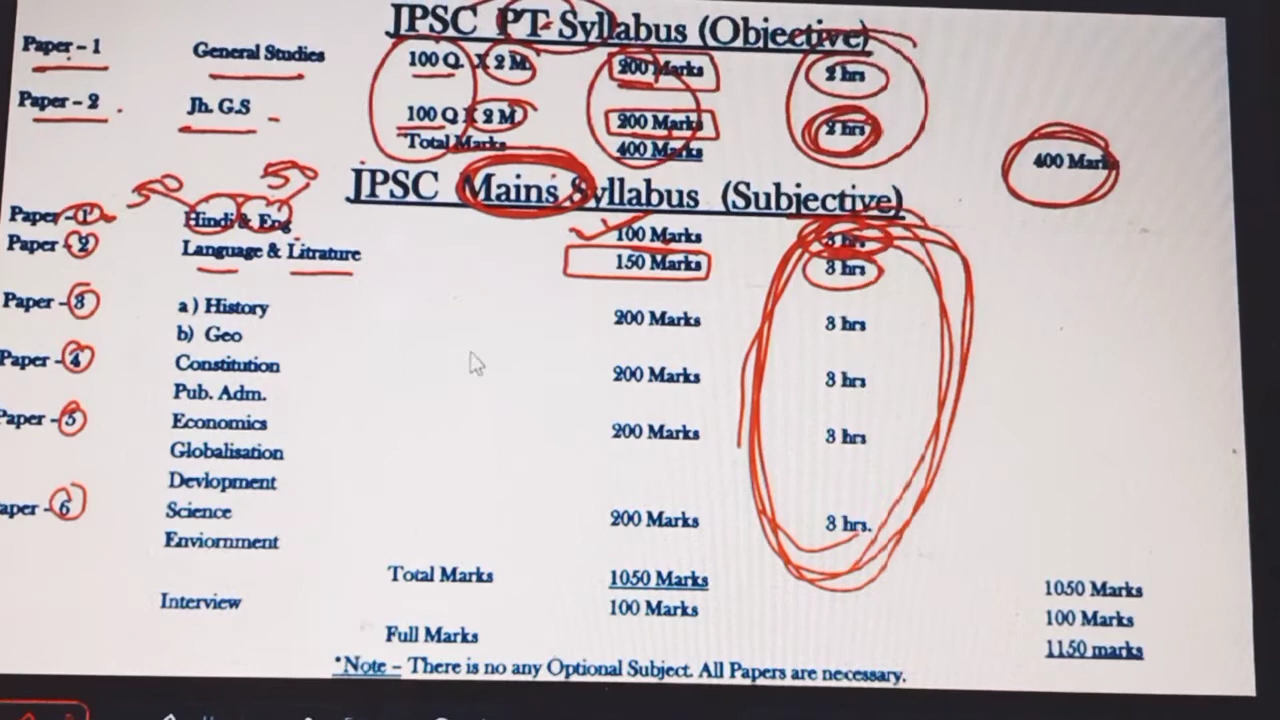 JPSC PT Syllabus (Objective)
Paper - 1 General Studies 100 Q X 2 M 200 Marks 2 hrs
Paper - 2 Jh. G.S 100 Q X 2 M 200 Marks 2 hrs
Total Marks 400 Marks 400 Marks
50 50
JPSC Mains Syllabus (Subjective)
Paper -1 Hindi & Eng 100 Marks 3 hrs
Paper -2 Language & Litrature 150 Marks 3 hrs
Paper -3 a) History 200 Marks 3 hrs
b) Geo
Paper -4 Constitution 200 Marks 3 hrs
Pub. Adm.
Paper -5 Economics 200 Marks 3 hrs
Globalisation
Devlopment
aper -6 Science 200 Marks 3 hrs.
Enviornment
Total Marks 1050 Marks 1050 Marks
Interview 100 Marks 100 Marks
Full Marks 1150 marks
*Note – There is no any Optional Subject. All Papers are necessary.